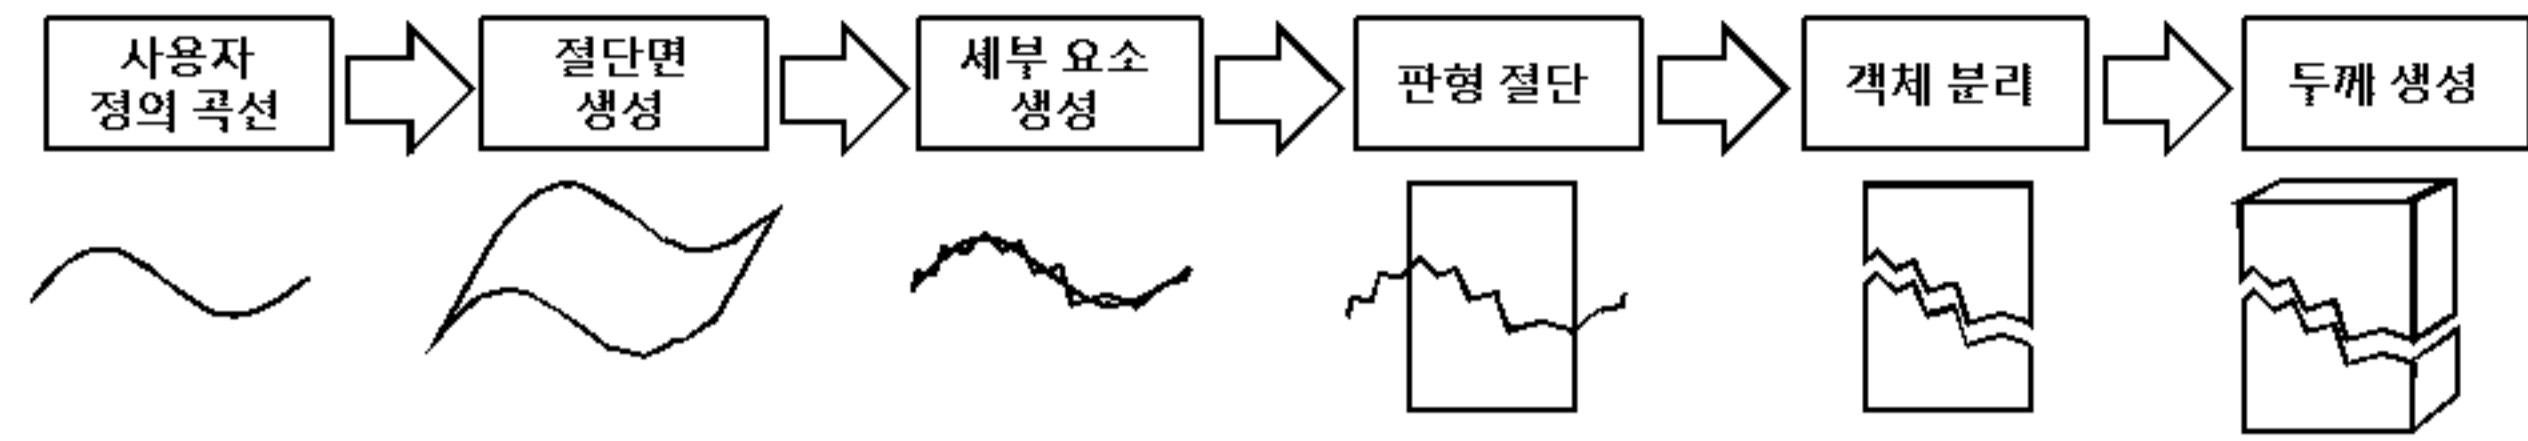 사용자
정의 곡선
절단면
생성
세부 요소
생성
판형 절단
객체 분리
두께 생성